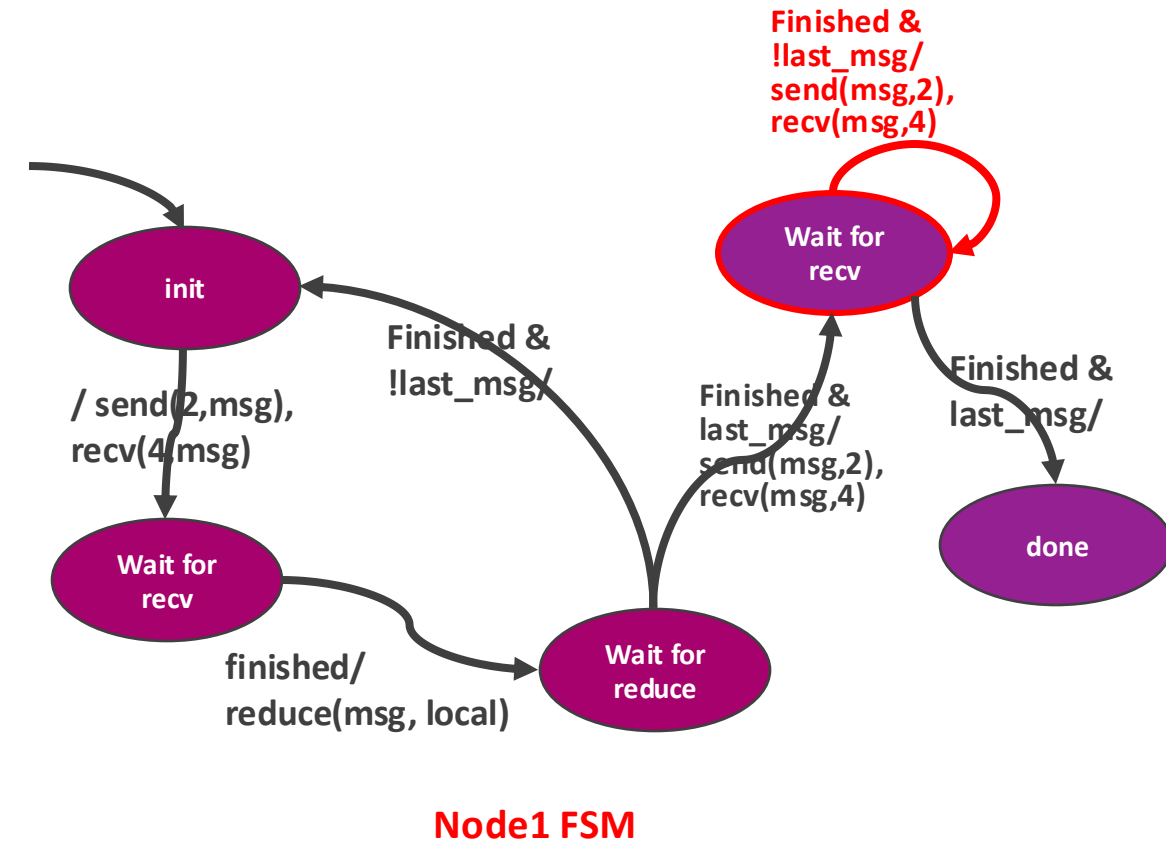 Finished &
!last_msg/
send(msg,2),
recv(msg,4)
Wait for
recv
init
Finished &
!last_msg/
Finished &
last_msg/
/ send(2,msg),
recv(4,msg)
Finished &
last_msg/
send(msg,2),
recv(msg,4)
Wait for
recv
done
finished/
reduce(msg, local)
Wait for
reduce
Node1 FSM